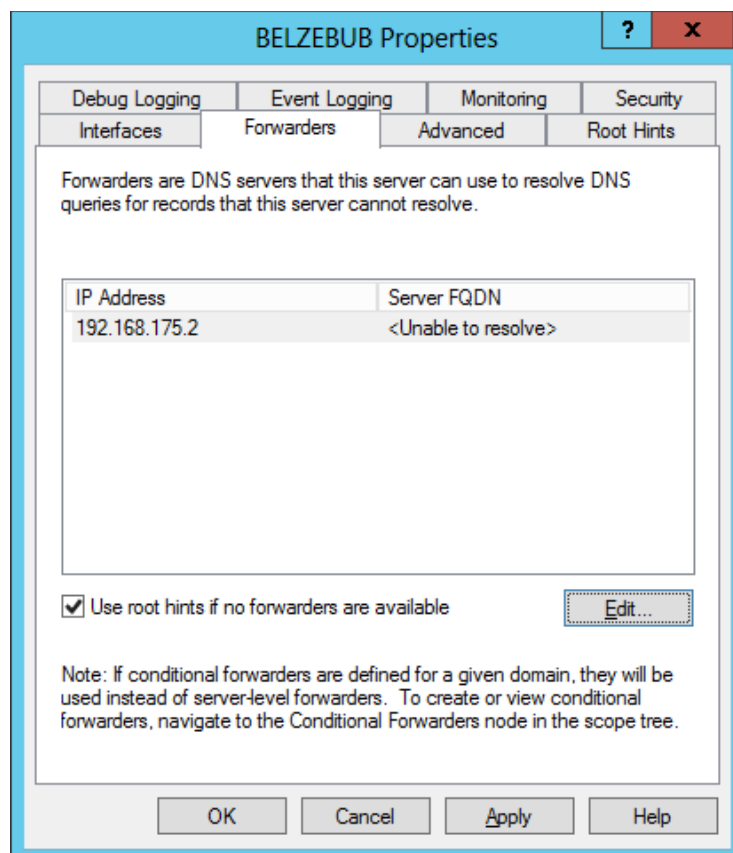 BELZEBUB Properties
?
x
Debug Logging
Event Logging
Monitoring
Security
Interfaces
Forwarders
Advanced
Root Hints
Forwarders are DNS servers that this server can use to resolve DNS
queries for records that this server cannot resolve.
IP Address
Server FQDN
192.168.175.2
<Unable to resolve>
Use root hints if no forwarders are available
Edit...
Note: If conditional forwarders are defined for a given domain, they will be
used instead of server-level forwarders. To create or view conditional
forwarders, navigate to the Conditional Forwarders node in the scope tree.
OK
Cancel
Apply
Help